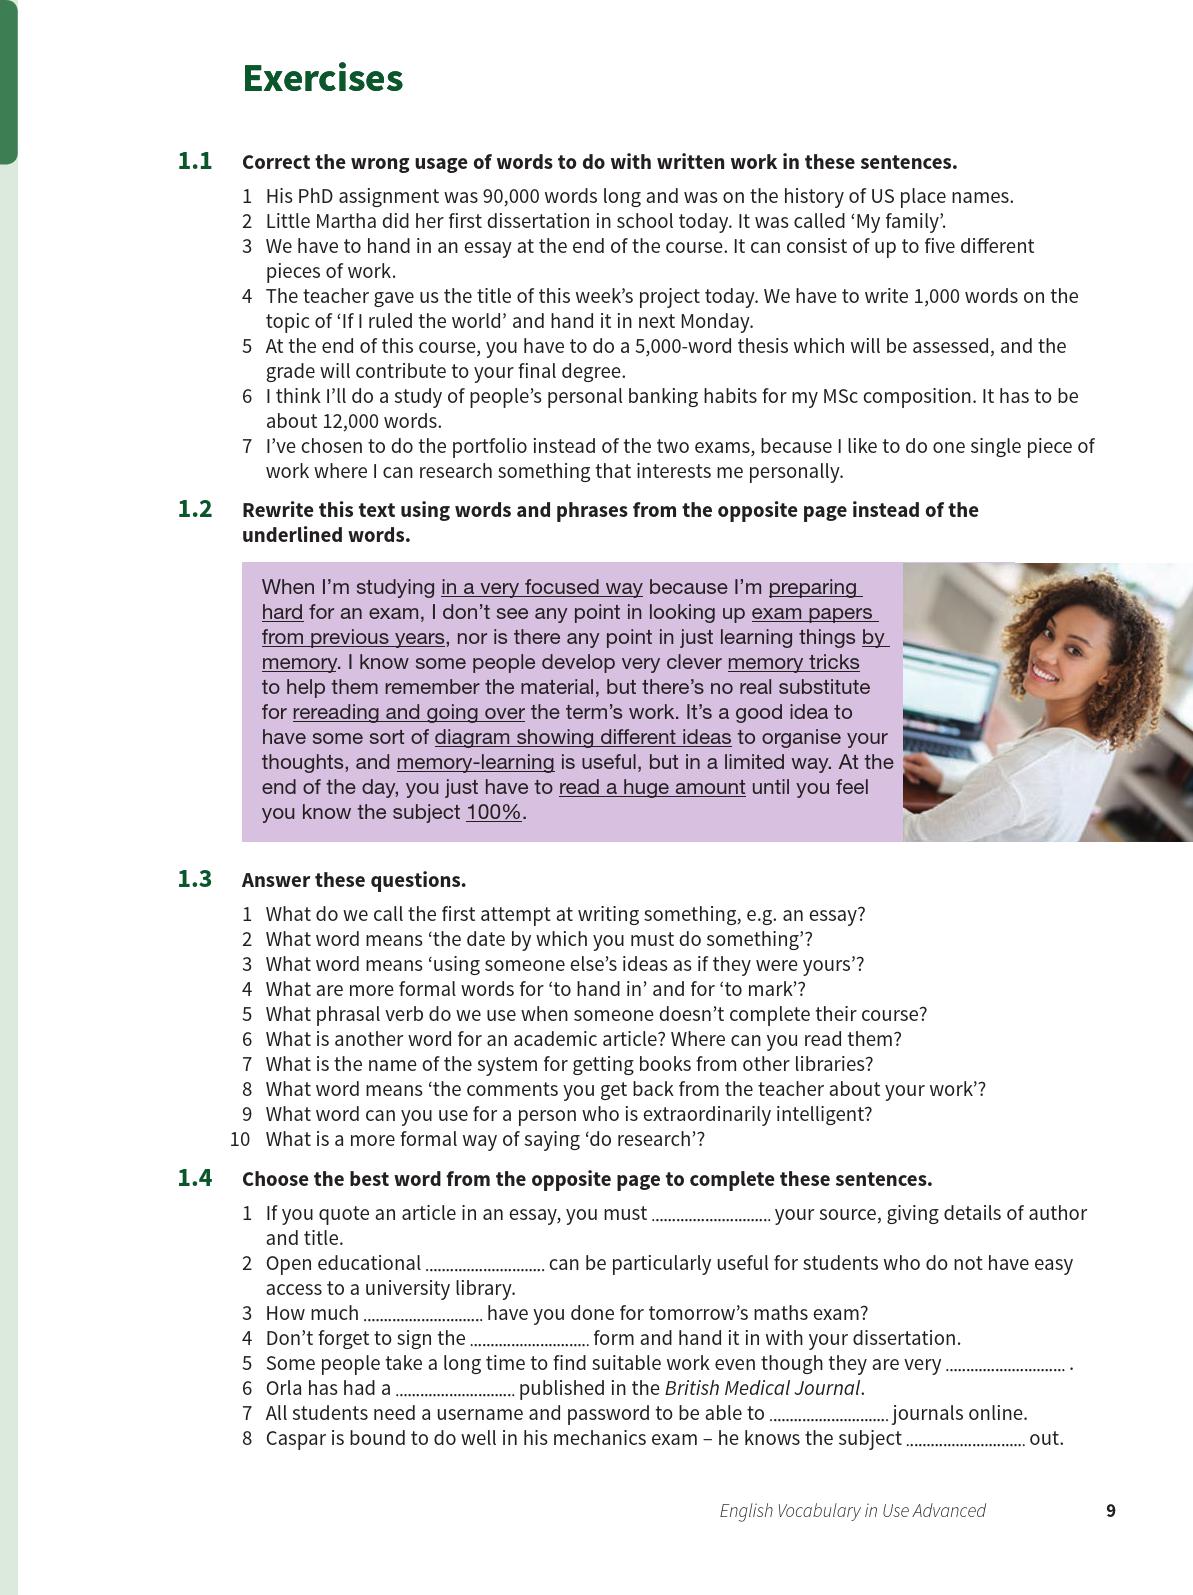 Exercises
1.1 Correct the wrong usage of words to do with written work in these sentences.
1 His PhD assignment was 90,000 words long and was on the history of US place names.
2 Little Martha did her first dissertation in school today. It was called ‘My family’.
3 We have to hand in an essay at the end of the course. It can consist of up to five different
pieces of work.
4 The teacher gave us the title of this week’s project today. We have to write 1,000 words on the
topic of ‘If I ruled the world’ and hand it in next Monday.
5 At the end of this course, you have to do a 5,000-word thesis which will be assessed, and the
grade will contribute to your final degree.
6 I think I’ll do a study of people’s personal banking habits for my MSc composition. It has to be
about 12,000 words.
7 I’ve chosen to do the portfolio instead of the two exams, because I like to do one single piece of
work where I can research something that interests me personally.
1.2 Rewrite this text using words and phrases from the opposite page instead of the
underlined words.
When I’m studying in a very focused way because I’m preparing
hard for an exam, I don’t see any point in looking up exam papers
from previous years, nor is there any point in just learning things by
memory. I know some people develop very clever memory tricks
to help them remember the material, but there’s no real substitute
for rereading and going over the term’s work. It’s a good idea to
have some sort of diagram showing different ideas to organise your
thoughts, and memory-learning is useful, but in a limited way. At the
end of the day, you just have to read a huge amount until you feel
you know the subject 100%.
1.3 Answer these questions.
1 What do we call the first attempt at writing something, e.g. an essay?
2 What word means ‘the date by which you must do something’?
3 What word means ‘using someone else’s ideas as if they were yours’?
4 What are more formal words for ‘to hand in’ and for ‘to mark’?
5 What phrasal verb do we use when someone doesn’t complete their course?
6 What is another word for an academic article? Where can you read them?
7 What is the name of the system for getting books from other libraries?
8 What word means ‘the comments you get back from the teacher about your work’?
9 What word can you use for a person who is extraordinarily intelligent?
10 What is a more formal way of saying ‘do research’?
1.4 Choose the best word from the opposite page to complete these sentences.
1 If you quote an article in an essay, you must ............................. your source, giving details of author
and title.
2 Open educational ............................. can be particularly useful for students who do not have easy
access to a university library.
3 How much ............................. have you done for tomorrow’s maths exam?
4 Don’t forget to sign the ............................. form and hand it in with your dissertation.
5 Some people take a long time to find suitable work even though they are very ............................. .
6 Orla has had a ............................. published in the British Medical Journal.
7 All students need a username and password to be able to ............................. journals online.
8 Caspar is bound to do well in his mechanics exam – he knows the subject ............................. out.
English Vocabulary in Use Advanced 9